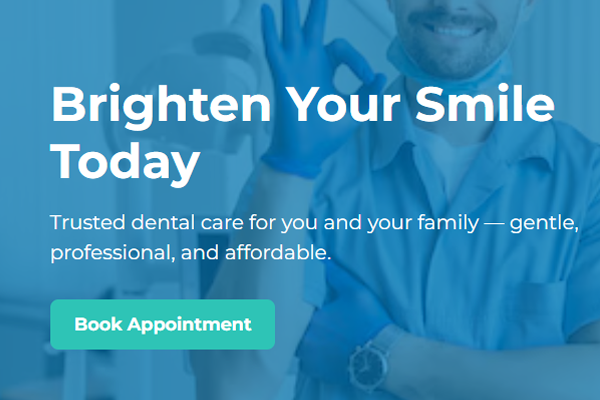 Brighten Your Smile
Today
Trusted dental care for you and your family — gentle,
professional, and affordable.
Book Appointment